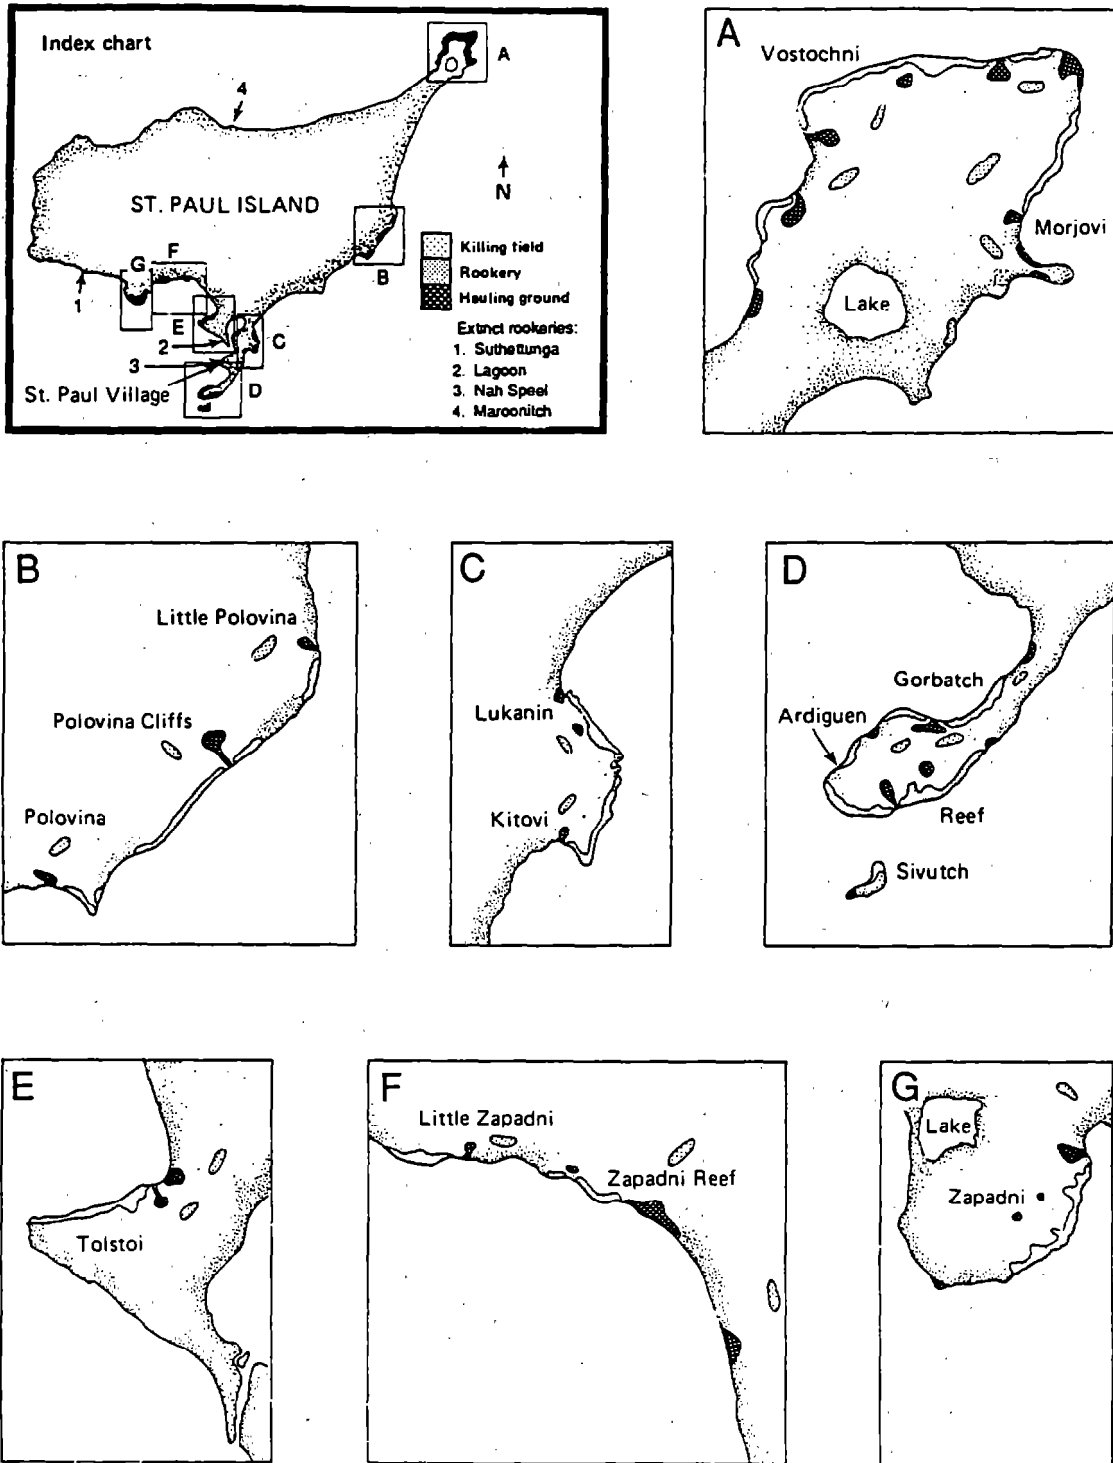 Index chart
4
A
N
ST. PAUL ISLAND
G
F
B
1
E
2
C
3
St. Paul Village
D
Killing field
Rookery
Hauling ground
Extinct rookeries:
1. Suthetunga
2. Lagoon
3. Nah Speel
4. Maroonitch
A
Vostochni
Morjovi
Lake
B
Little Polovina
Polovina Cliffs
Polovina
C
Lukanin
Kitovi
D
Gorbatch
Ardiguen
Reef
Sivutch
E
Tolstoi
F
Little Zapadni
Zapadni Reef
G
Lake
Zapadni